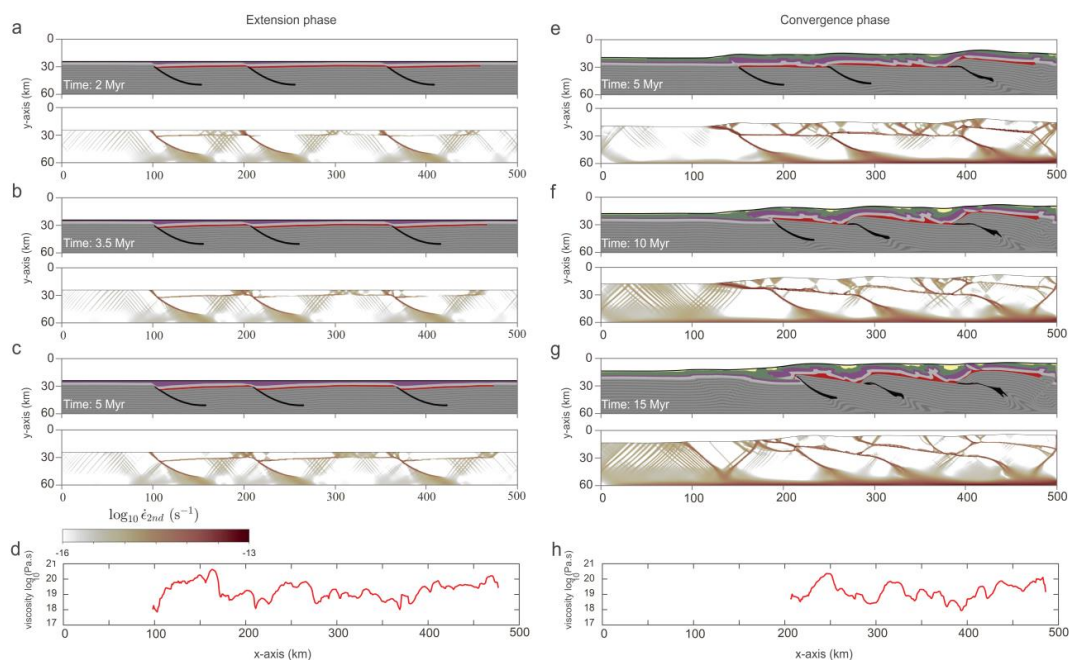 Extension phase
a
0
30
60
y-axis (km)
Time: 2 Myr
0
30
60
0 100 200 300 400 500
b
0
30
60
y-axis (km)
Time: 3.5 Myr
0
30
60
0 100 200 300 400 500
c
0
30
60
y-axis (km)
Time: 5 Myr
0
30
60
0 100 200 300 400 500
log10 ε̇2nd (s−1)
-16 -13
d
viscosity log10(Pa.s)
21
20
19
18
17
0 100 200 300 400 500
x-axis (km)
Convergence phase
e
0
30
60
y-axis (km)
Time: 5 Myr
0
30
60
0 100 200 300 400 500
f
0
30
60
y-axis (km)
Time: 10 Myr
0
30
60
0 100 200 300 400 500
g
0
30
60
y-axis (km)
Time: 15 Myr
0
30
60
0 100 200 300 400 500
h
viscosity log10(Pa.s)
21
20
19
18
17
0 100 200 300 400 500
x-axis (km)